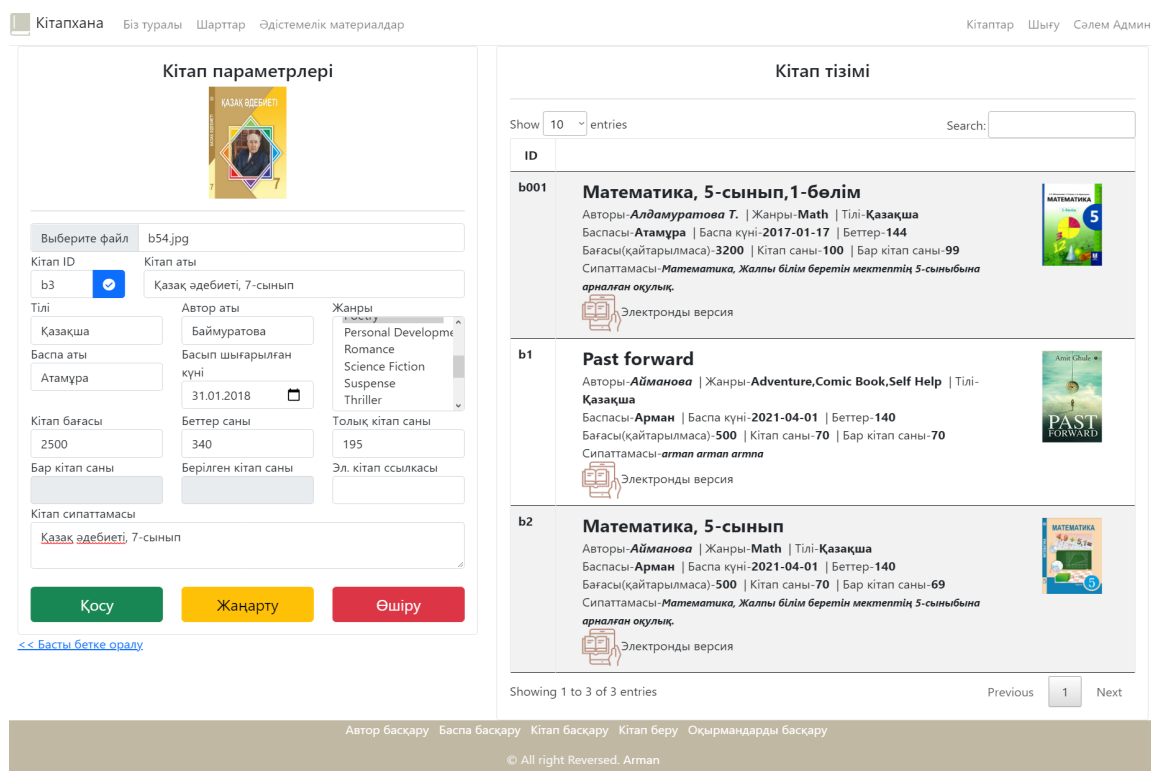 Кітапхана Біз туралы Шарттар Әдістемелік материалдар
Кітаптар Шығу Сәлем Админ
Кітап параметрлері
ҚАЗАҚ ӘДЕБИЕТІ
7
7
Выберите файл b54.jpg
Кітап ID Кітап аты
b3 Қазақ әдебиеті, 7-сынып
Тілі Автор аты Жанры
Қазақша Баймуратова
Poetry
Personal Developme
Romance
Science Fiction
Suspense
Thriller
Баспа аты Басып шығарылған
күні
Атамұра 31.01.2018
Кітап бағасы Беттер саны Толық кітап саны
2500 340 195
Бар кітап саны Берілген кітап саны Эл. кітап ссылкасы
Кітап сипаттамасы
Қазақ әдебиеті, 7-сынып
Қосу Жаңарту Өшіру
<< Басты бетке оралу
Кітап тізімі
Show 10 entries Search:
ID
b001 Математика, 5-сынып,1-бөлім
Авторы-Алдамуратова Т. | Жанры-Math | Тілі-Қазақша
Баспасы-Атамұра | Баспа күні-2017-01-17 | Беттер-144
Бағасы(қайтарылмаса)-3200 | Кітап саны-100 | Бар кітап саны-99
Сипаттамасы-Математика, Жалпы білім беретін мектептің 5-сыныбына
арналған оқулық.
Электронды версия
МАТЕМАТИКА
5
b1 Past forward
Авторы-Айманова | Жанры-Adventure,Comic Book,Self Help | Тілі-
Қазақша
Баспасы-Арман | Баспа күні-2021-04-01 | Беттер-140
Бағасы(қайтарылмаса)-500 | Кітап саны-70 | Бар кітап саны-70
Сипаттамасы-arman arman armna
Электронды версия
Amit Ghule
PAST
FORWARD
b2 Математика, 5-сынып
Авторы-Айманова | Жанры-Math | Тілі-Қазақша
Баспасы-Арман | Баспа күні-2021-04-01 | Беттер-140
Бағасы(қайтарылмаса)-500 | Кітап саны-70 | Бар кітап саны-69
Сипаттамасы-Математика, Жалпы білім беретін мектептің 5-сыныбына
арналған оқулық.
Электронды версия
МАТЕМАТИКА
5
Showing 1 to 3 of 3 entries Previous 1 Next
Автор басқару Баспа басқару Кітап басқару Кітап беру Оқырмандарды басқару
© All right Reversed. Arman